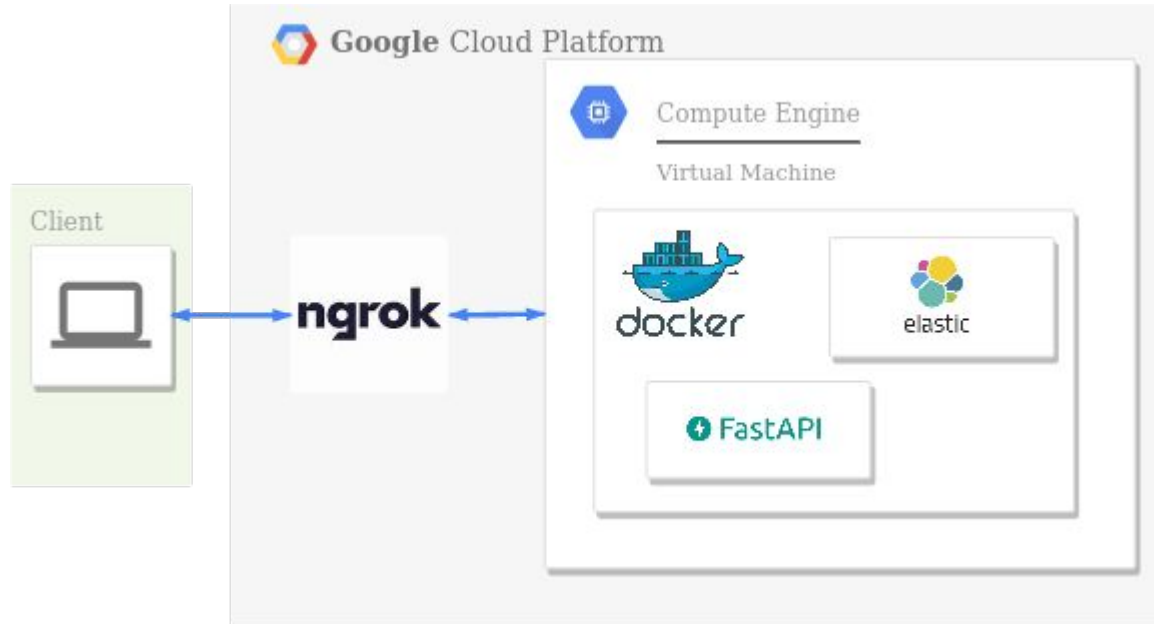 Google Cloud Platform
Compute Engine
Virtual Machine
Client
ngrok
docker
elastic
FastAPI